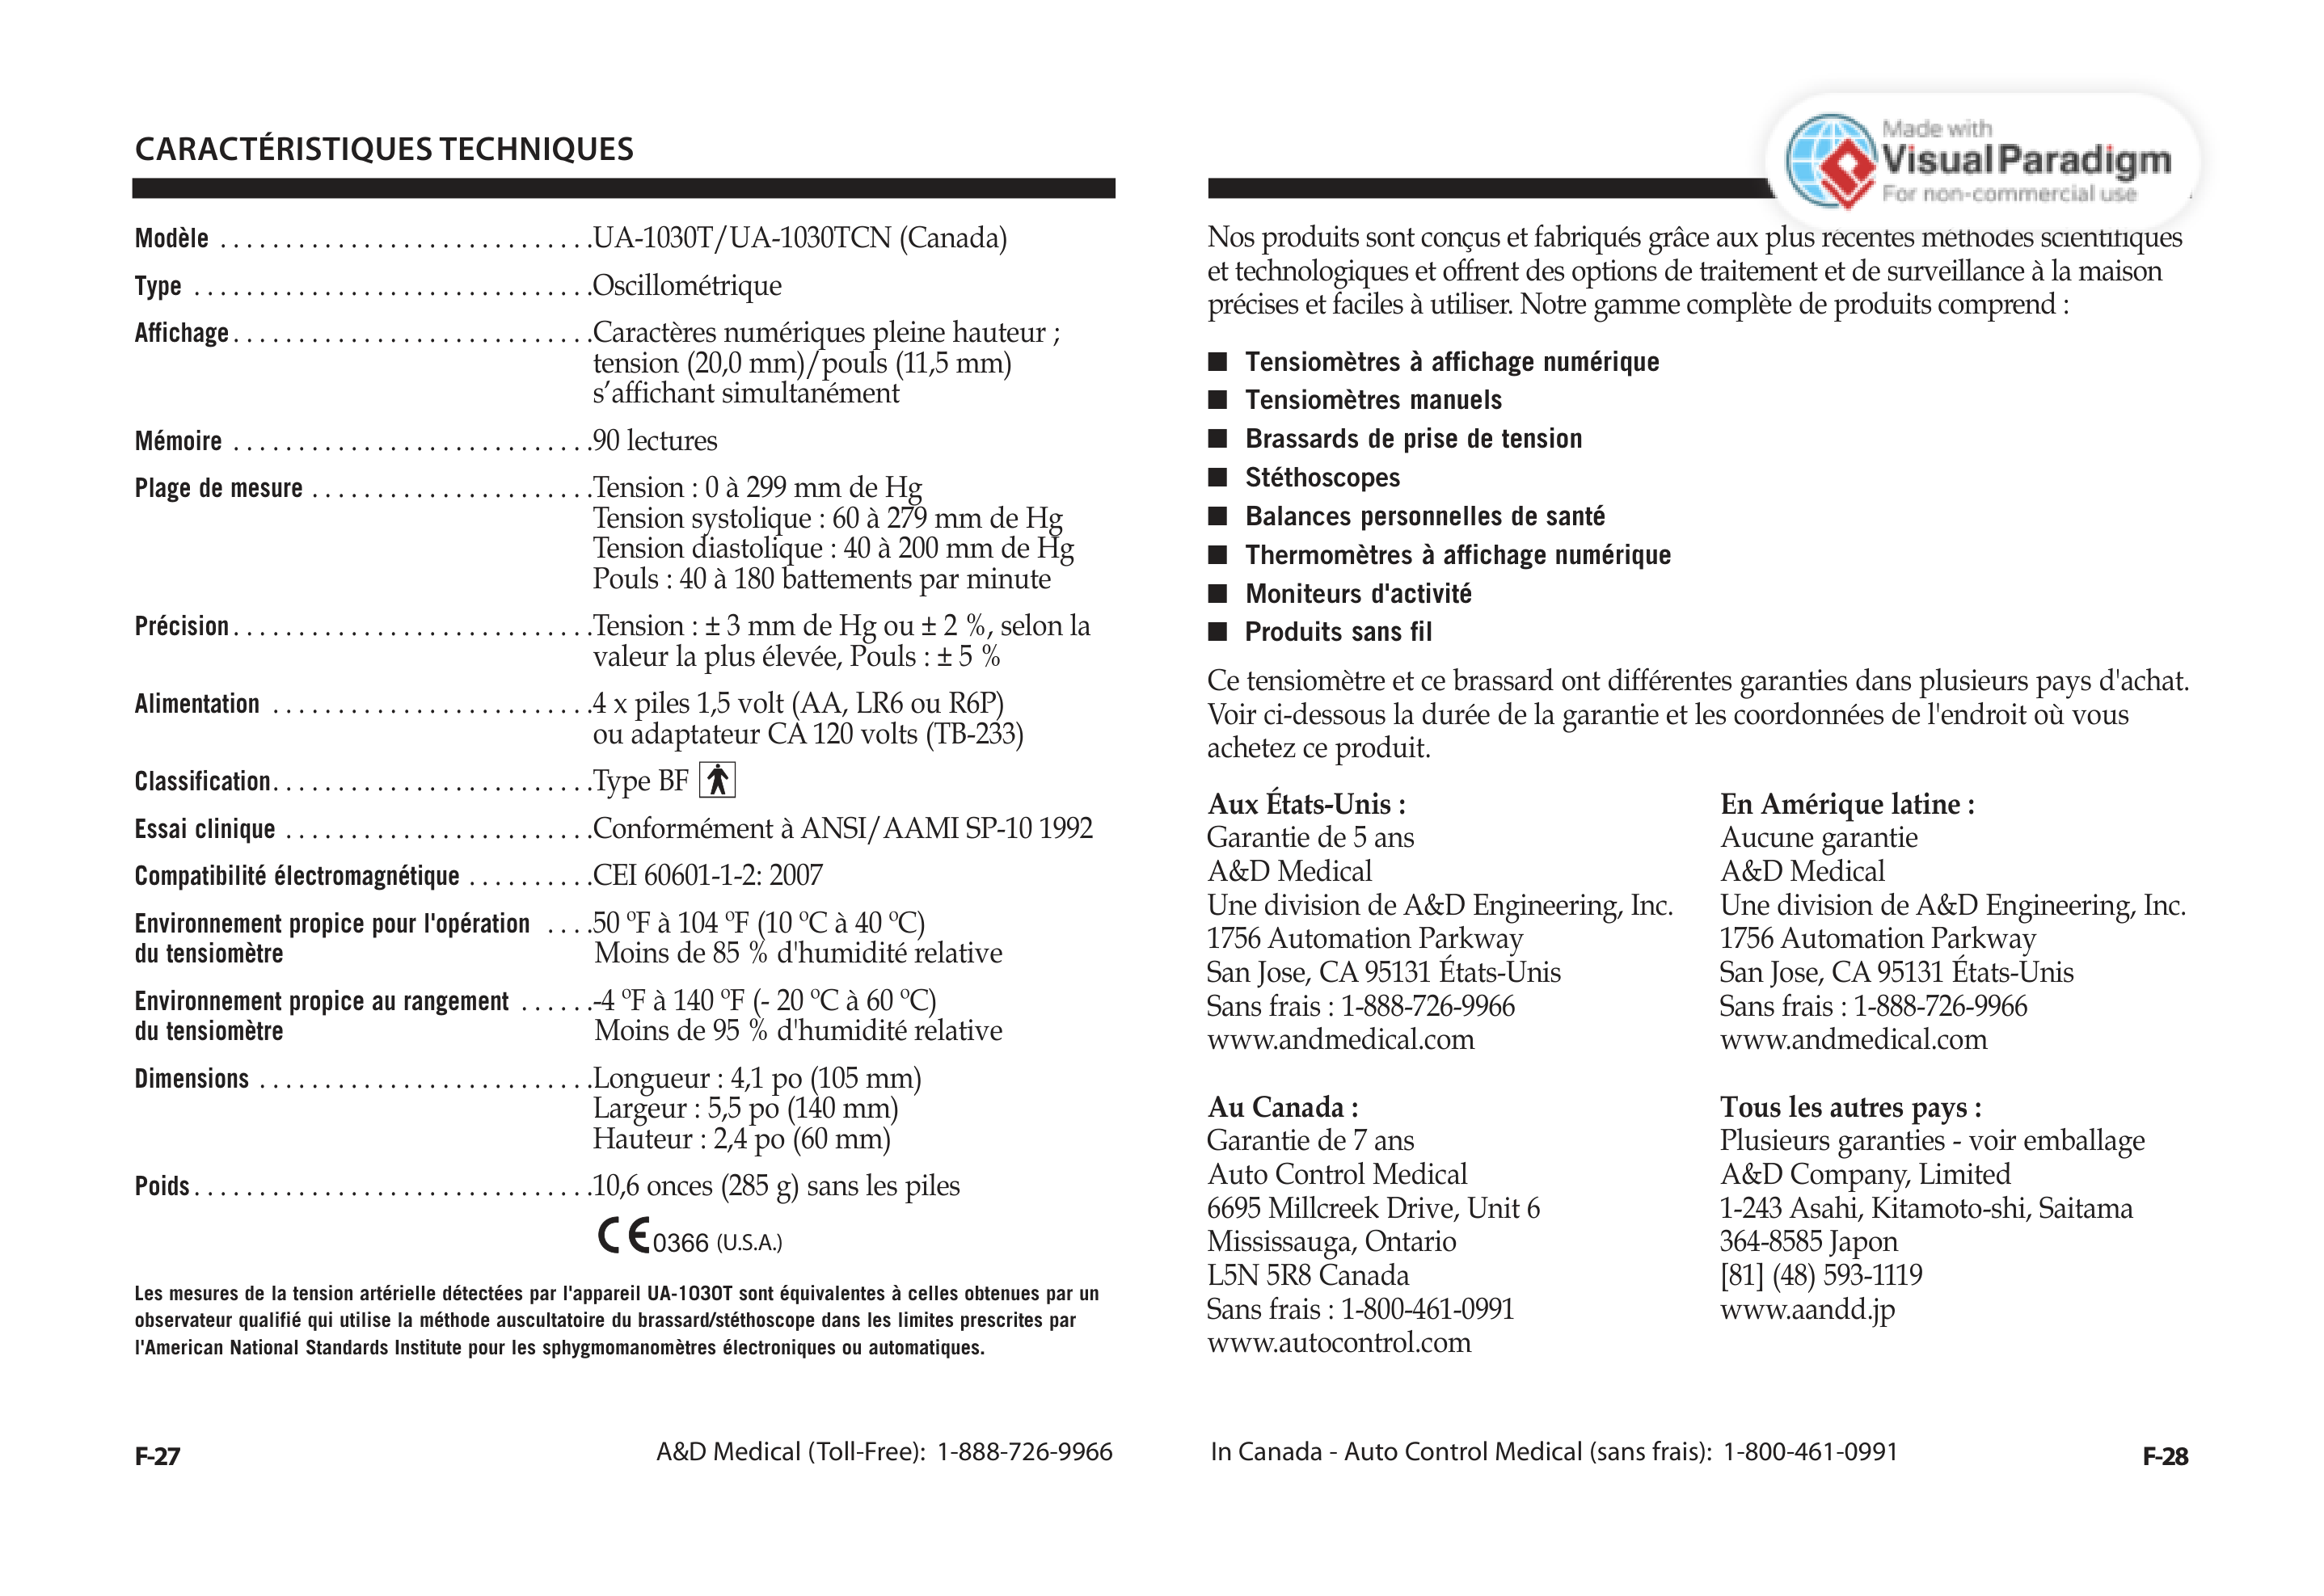 CARACTÉRISTIQUES TECHNIQUES
Modèle . . . . . . . . . . . . . . . . . . . . . . . . . . . . .UA-1030T/UA-1030TCN (Canada)
Type . . . . . . . . . . . . . . . . . . . . . . . . . . . . . . .Oscillométrique
Affichage . . . . . . . . . . . . . . . . . . . . . . . . . . . .Caractères numériques pleine hauteur ;
tension (20,0 mm)/pouls (11,5 mm)
s’affichant simultanément
Mémoire . . . . . . . . . . . . . . . . . . . . . . . . . . . .90 lectures
Plage de mesure . . . . . . . . . . . . . . . . . . . . . .Tension : 0 à 299 mm de Hg
Tension systolique : 60 à 279 mm de Hg
Tension diastolique : 40 à 200 mm de Hg
Pouls : 40 à 180 battements par minute
Précision . . . . . . . . . . . . . . . . . . . . . . . . . . . .Tension : ± 3 mm de Hg ou ± 2 %, selon la
valeur la plus élevée, Pouls : ± 5 %
Alimentation . . . . . . . . . . . . . . . . . . . . . . . . .4 x piles 1,5 volt (AA, LR6 ou R6P)
ou adaptateur CA 120 volts (TB-233)
Classification . . . . . . . . . . . . . . . . . . . . . . . . .Type BF
Essai clinique . . . . . . . . . . . . . . . . . . . . . . . .Conformément à ANSI/AAMI SP-10 1992
Compatibilité électromagnétique . . . . . . . . . .CEI 60601-1-2: 2007
Environnement propice pour l'opération . . . .50 ºF à 104 ºF (10 ºC à 40 ºC)
du tensiomètre Moins de 85 % d'humidité relative
Environnement propice au rangement . . . . . .-4 ºF à 140 ºF (- 20 ºC à 60 ºC)
du tensiomètre Moins de 95 % d'humidité relative
Dimensions . . . . . . . . . . . . . . . . . . . . . . . . . .Longueur : 4,1 po (105 mm)
Largeur : 5,5 po (140 mm)
Hauteur : 2,4 po (60 mm)
Poids . . . . . . . . . . . . . . . . . . . . . . . . . . . . . . .10,6 onces (285 g) sans les piles
CE 0366 (U.S.A.)
Les mesures de la tension artérielle détectées par l'appareil UA-1030T sont équivalentes à celles obtenues par un
observateur qualifié qui utilise la méthode auscultatoire du brassard/stéthoscope dans les limites prescrites par
l'American National Standards Institute pour les sphygmomanomètres électroniques ou automatiques.
F-27
A&D Medical (Toll-Free): 1-888-726-9966
Made with
Visual Paradigm
For non-commercial use
Nos produits sont conçus et fabriqués grâce aux plus récentes méthodes scientifiques
et technologiques et offrent des options de traitement et de surveillance à la maison
précises et faciles à utiliser. Notre gamme complète de produits comprend :
■ Tensiomètres à affichage numérique
■ Tensiomètres manuels
■ Brassards de prise de tension
■ Stéthoscopes
■ Balances personnelles de santé
■ Thermomètres à affichage numérique
■ Moniteurs d'activité
■ Produits sans fil
Ce tensiomètre et ce brassard ont différentes garanties dans plusieurs pays d'achat.
Voir ci-dessous la durée de la garantie et les coordonnées de l'endroit où vous
achetez ce produit.
Aux États-Unis :
Garantie de 5 ans
A&D Medical
Une division de A&D Engineering, Inc.
1756 Automation Parkway
San Jose, CA 95131 États-Unis
Sans frais : 1-888-726-9966
www.andmedical.com
En Amérique latine :
Aucune garantie
A&D Medical
Une division de A&D Engineering, Inc.
1756 Automation Parkway
San Jose, CA 95131 États-Unis
Sans frais : 1-888-726-9966
www.andmedical.com
Au Canada :
Garantie de 7 ans
Auto Control Medical
6695 Millcreek Drive, Unit 6
Mississauga, Ontario
L5N 5R8 Canada
Sans frais : 1-800-461-0991
www.autocontrol.com
Tous les autres pays :
Plusieurs garanties - voir emballage
A&D Company, Limited
1-243 Asahi, Kitamoto-shi, Saitama
364-8585 Japon
[81] (48) 593-1119
www.aandd.jp
In Canada - Auto Control Medical (sans frais): 1-800-461-0991
F-28